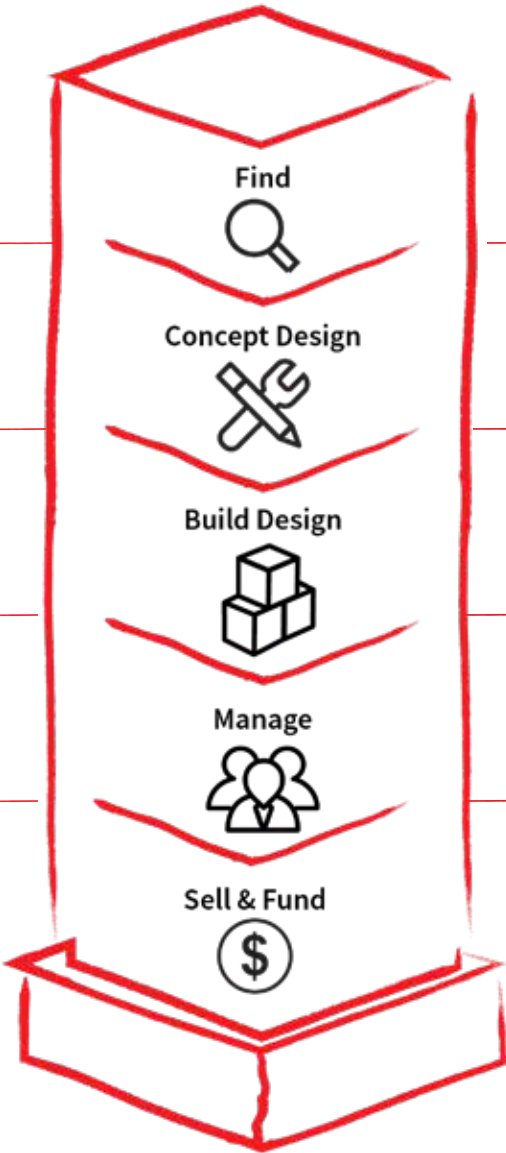 Find
Concept Design
Build Design
Manage
Sell & Fund
$